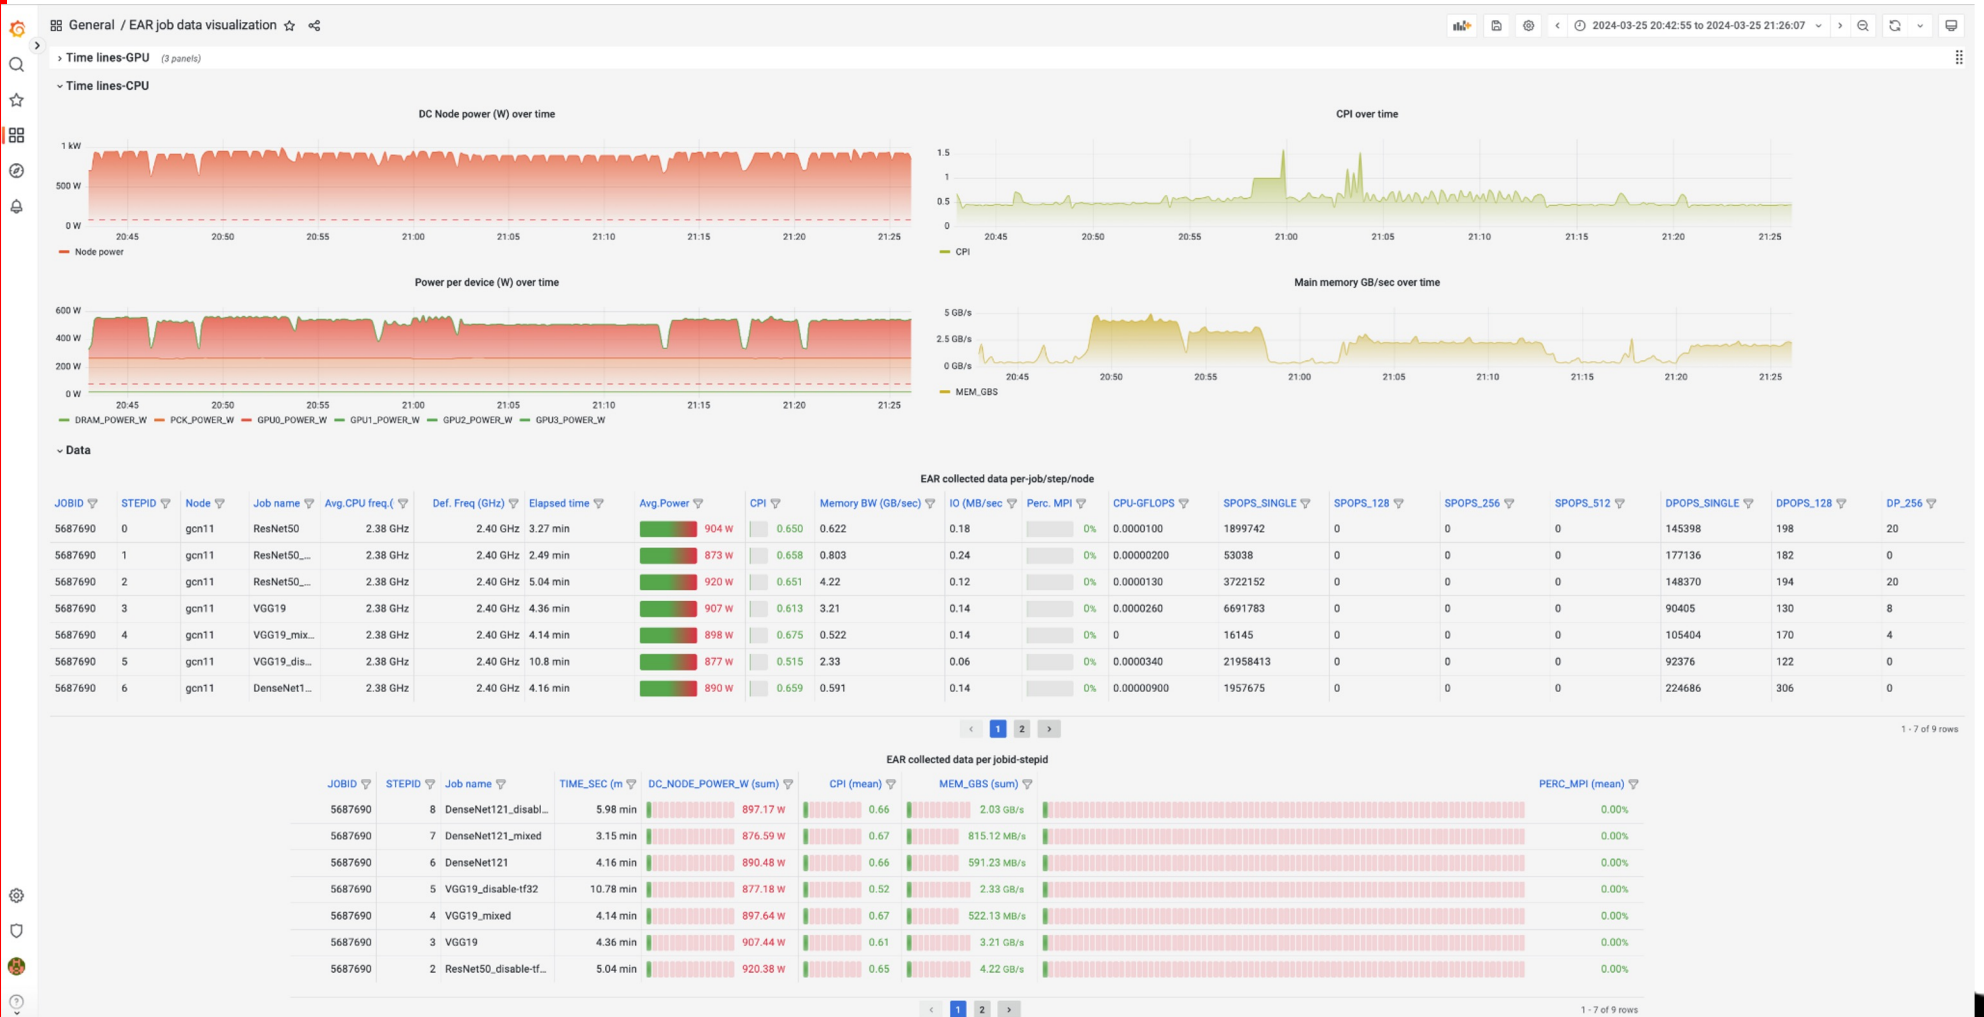 General / EAR job data visualization
2024-03-25 20:42:55 to 2024-03-25 21:26:07
Time lines-GPU (3 panels)
Time lines-CPU
DC Node power (W) over time
1 kW
500 W
0 W
20:45 20:50 20:55 21:00 21:05 21:10 21:15 21:20 21:25
Node power
CPI over time
1.5
1
0.5
0
20:45 20:50 20:55 21:00 21:05 21:10 21:15 21:20 21:25
CPI
Power per device (W) over time
600 W
400 W
200 W
0 W
20:45 20:50 20:55 21:00 21:05 21:10 21:15 21:20 21:25
DRAM_POWER_W PCK_POWER_W GPU0_POWER_W GPU1_POWER_W GPU2_POWER_W GPU3_POWER_W
Main memory GB/sec over time
5 GB/s
2.5 GB/s
0 GB/s
20:45 20:50 20:55 21:00 21:05 21:10 21:15 21:20 21:25
MEM_GBS
Data
EAR collected data per-job/step/node
JOBID STEPID Node Job name Avg.CPU freq.( Def. Freq (GHz) Elapsed time Avg.Power CPI Memory BW (GB/sec) IO (MB/sec Perc. MPI CPU-GFLOPS SPOPS_SINGLE SPOPS_128 SPOPS_256 SPOPS_512 DPOPS_SINGLE DPOPS_128 DP_256
5687690 0 gcn11 ResNet50 2.38 GHz 2.40 GHz 3.27 min 904 W 0.650 0.622 0.18 0% 0.0000100 1899742 0 0 0 145398 198 20
5687690 1 gcn11 ResNet50_... 2.38 GHz 2.40 GHz 2.49 min 873 W 0.658 0.803 0.24 0% 0.00000200 53038 0 0 0 177136 182 0
5687690 2 gcn11 ResNet50_... 2.38 GHz 2.40 GHz 5.04 min 920 W 0.651 4.22 0.12 0% 0.0000130 3722152 0 0 0 148370 194 20
5687690 3 gcn11 VGG19 2.38 GHz 2.40 GHz 4.36 min 907 W 0.613 3.21 0.14 0% 0.0000260 6691783 0 0 0 90405 130 8
5687690 4 gcn11 VGG19_mix... 2.38 GHz 2.40 GHz 4.14 min 898 W 0.675 0.522 0.14 0% 0 16145 0 0 0 105404 170 4
5687690 5 gcn11 VGG19_dis... 2.38 GHz 2.40 GHz 10.8 min 877 W 0.515 2.33 0.06 0% 0.0000340 21958413 0 0 0 92376 122 0
5687690 6 gcn11 DenseNet1... 2.38 GHz 2.40 GHz 4.16 min 890 W 0.659 0.591 0.14 0% 0.00000900 1957675 0 0 0 224686 306 0
1 2
1 - 7 of 9 rows
EAR collected data per jobid-stepid
JOBID STEPID Job name TIME_SEC (m DC_NODE_POWER_W (sum) CPI (mean) MEM_GBS (sum) PERC_MPI (mean)
5687690 8 DenseNet121_disabl... 5.98 min 897.17 W 0.66 2.03 GB/s 0.00%
5687690 7 DenseNet121_mixed 3.15 min 876.59 W 0.67 815.12 MB/s 0.00%
5687690 6 DenseNet121 4.16 min 890.48 W 0.66 591.23 MB/s 0.00%
5687690 5 VGG19_disable-tf32 10.78 min 877.18 W 0.52 2.33 GB/s 0.00%
5687690 4 VGG19_mixed 4.14 min 897.64 W 0.67 522.13 MB/s 0.00%
5687690 3 VGG19 4.36 min 907.44 W 0.61 3.21 GB/s 0.00%
5687690 2 ResNet50_disable-tf... 5.04 min 920.38 W 0.65 4.22 GB/s 0.00%
1 2
1 - 7 of 9 rows